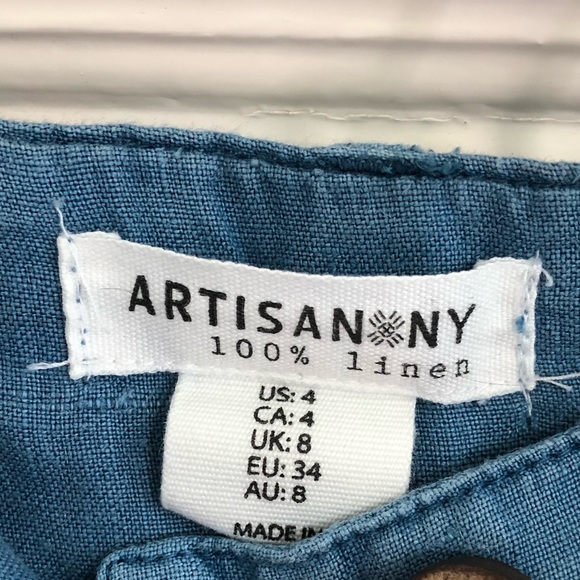 ARTISAN NY
100% linen
US: 4
CA: 4
UK: 8
EU: 34
AU: 8
MADE IN